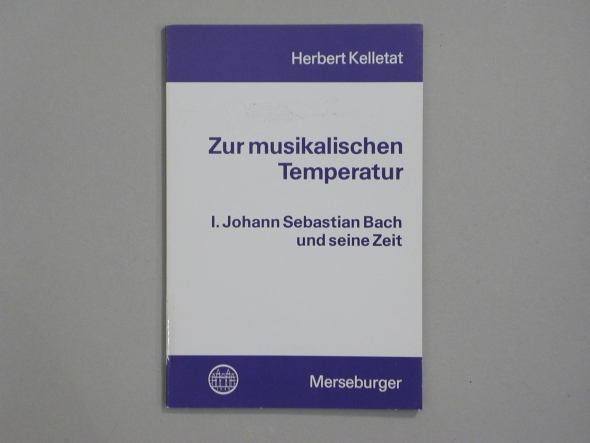 Herbert Kelletat
Zur musikalischen
Temperatur
I. Johann Sebastian Bach
und seine Zeit
Merseburger